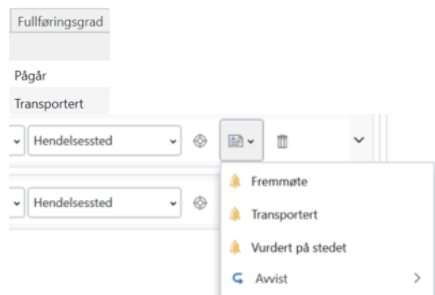 Fullføringsgrad
Pågår
Transportert
Hendelsessted
Fremmøte
Transportert
Hendelsessted
Vurdert på stedet
Avvist